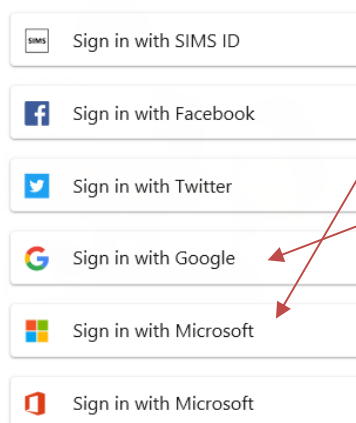 SIMS Sign in with SIMS ID
f Sign in with Facebook
Sign in with Twitter
G Sign in with Google
Sign in with Microsoft
Sign in with Microsoft